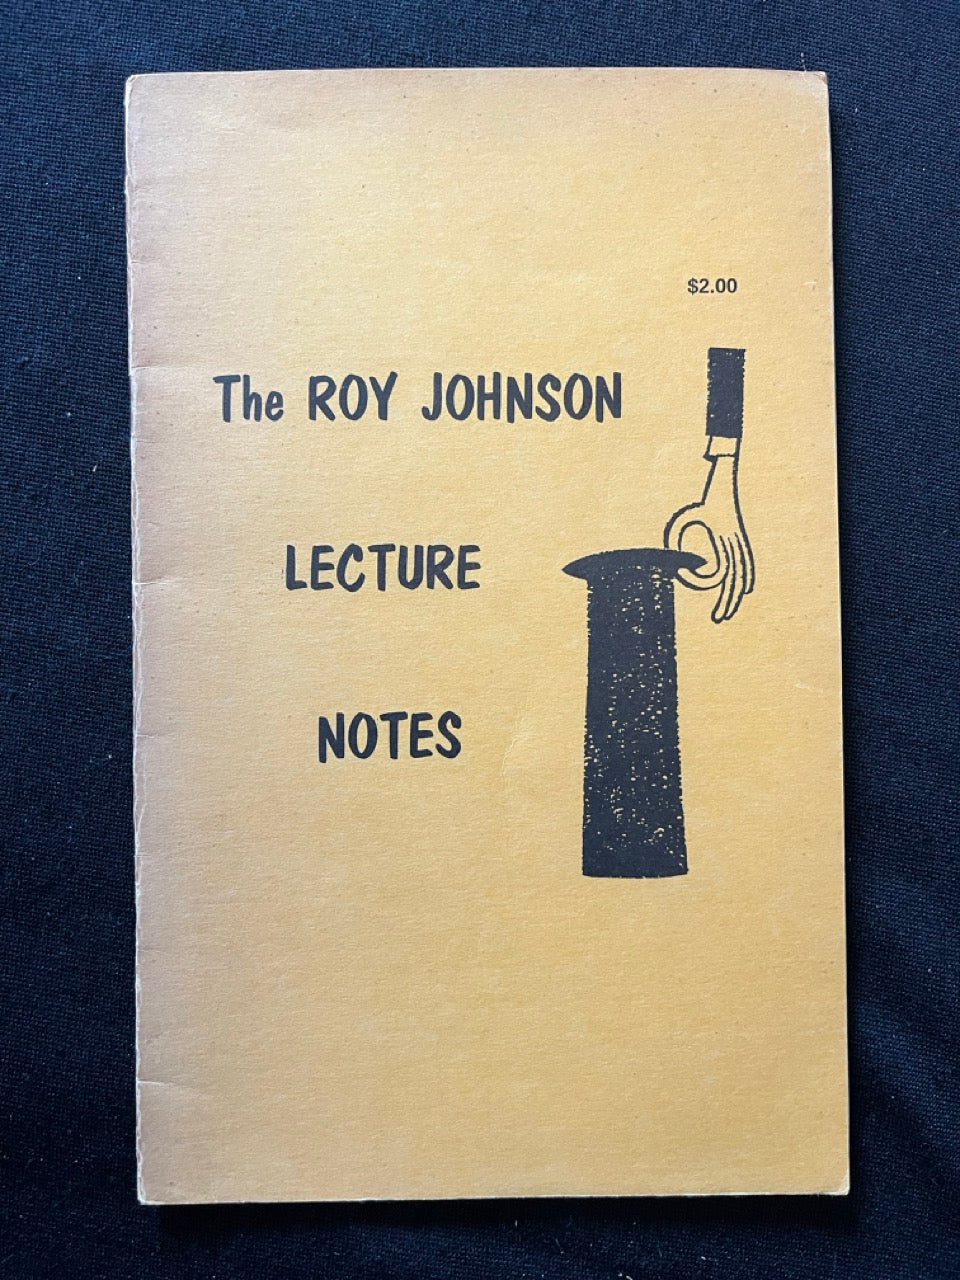 $2.00
The ROY JOHNSON
LECTURE
NOTES